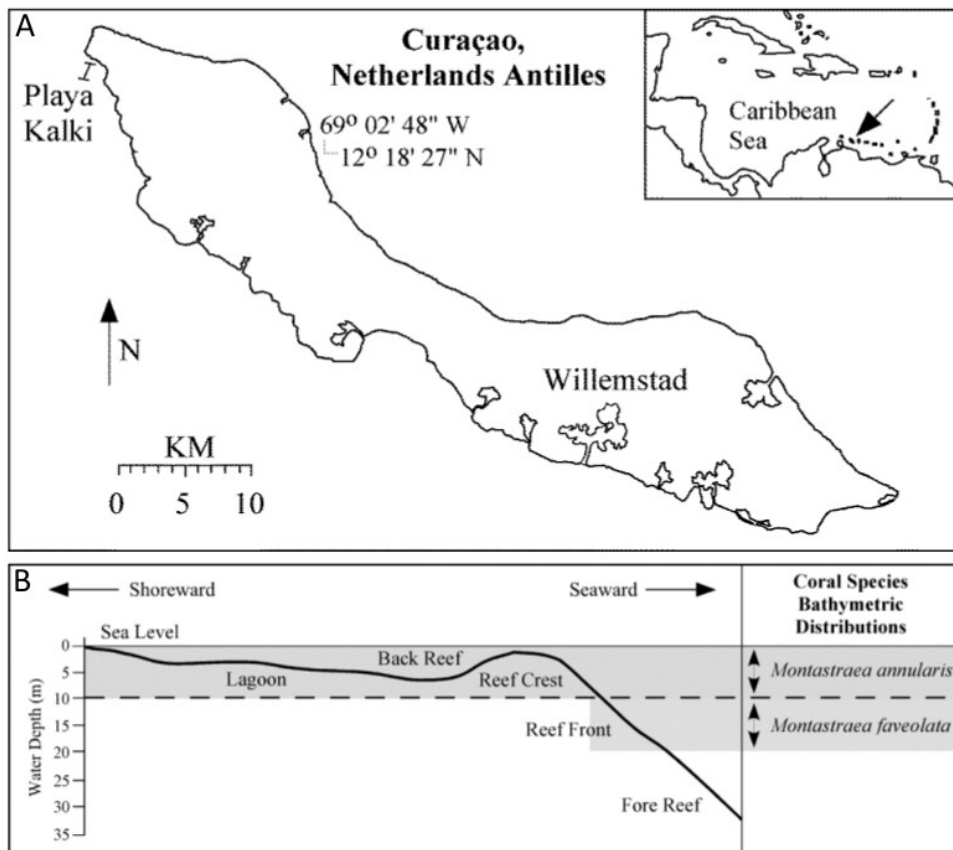 A
Curaçao,
Netherlands Antilles
Playa
Kalki
69º 02' 48" W
12º 18' 27" N
Caribbean
Sea
N
Willemstad
KM
0 5 10
B
Shoreward
Seaward
Coral Species
Bathymetric
Distributions
Water Depth (m)
0
5
10
15
20
25
30
35
Sea Level
Lagoon
Back Reef
Reef Crest
Reef Front
Fore Reef
Montastraea annularis
Montastraea faveolata